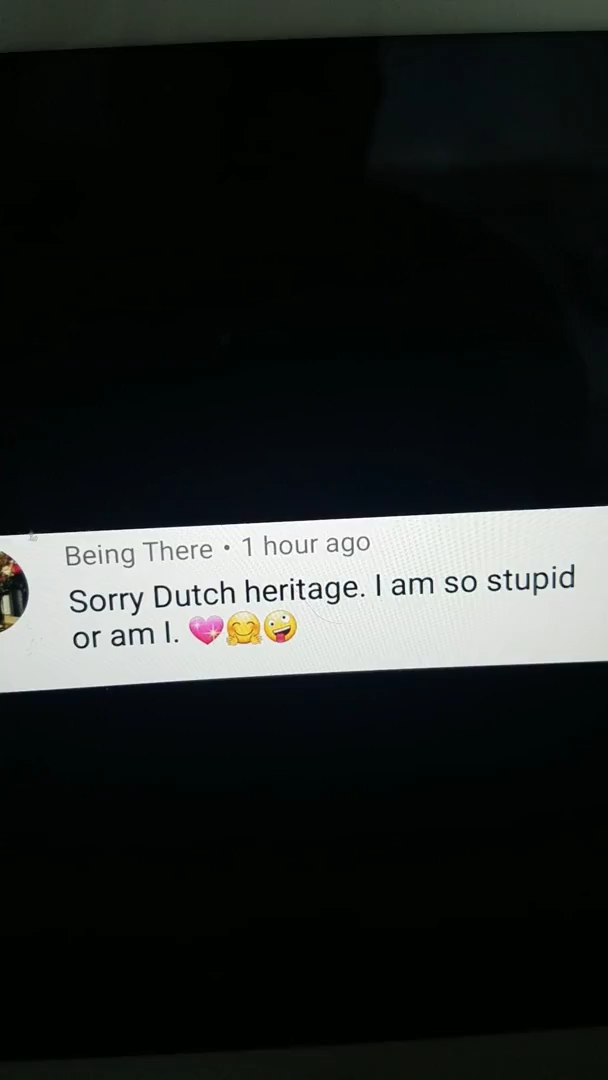 Being There • 1 hour ago
Sorry Dutch heritage. I am so stupid
or am I. 💖🤗🤪